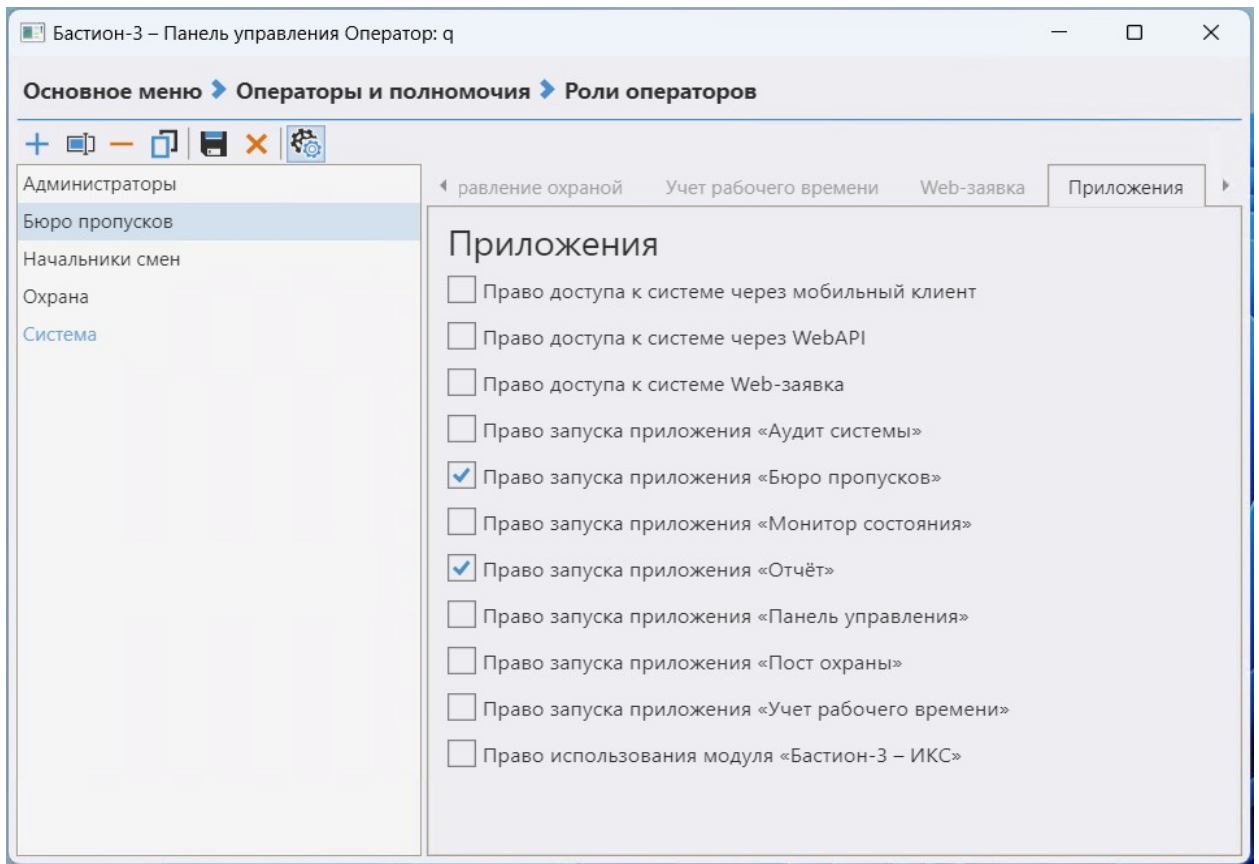 Бастион-3 – Панель управления Оператор: q
Основное меню Операторы и полномочия Роли операторов
Администраторы
Бюро пропусков
Начальники смен
Охрана
Система
равление охраной Учет рабочего времени Web-заявка Приложения
Приложения
Право доступа к системе через мобильный клиент
Право доступа к системе через WebAPI
Право доступа к системе Web-заявка
Право запуска приложения «Аудит системы»
Право запуска приложения «Бюро пропусков»
Право запуска приложения «Монитор состояния»
Право запуска приложения «Отчёт»
Право запуска приложения «Панель управления»
Право запуска приложения «Пост охраны»
Право запуска приложения «Учет рабочего времени»
Право использования модуля «Бастион-3 – ИКС»